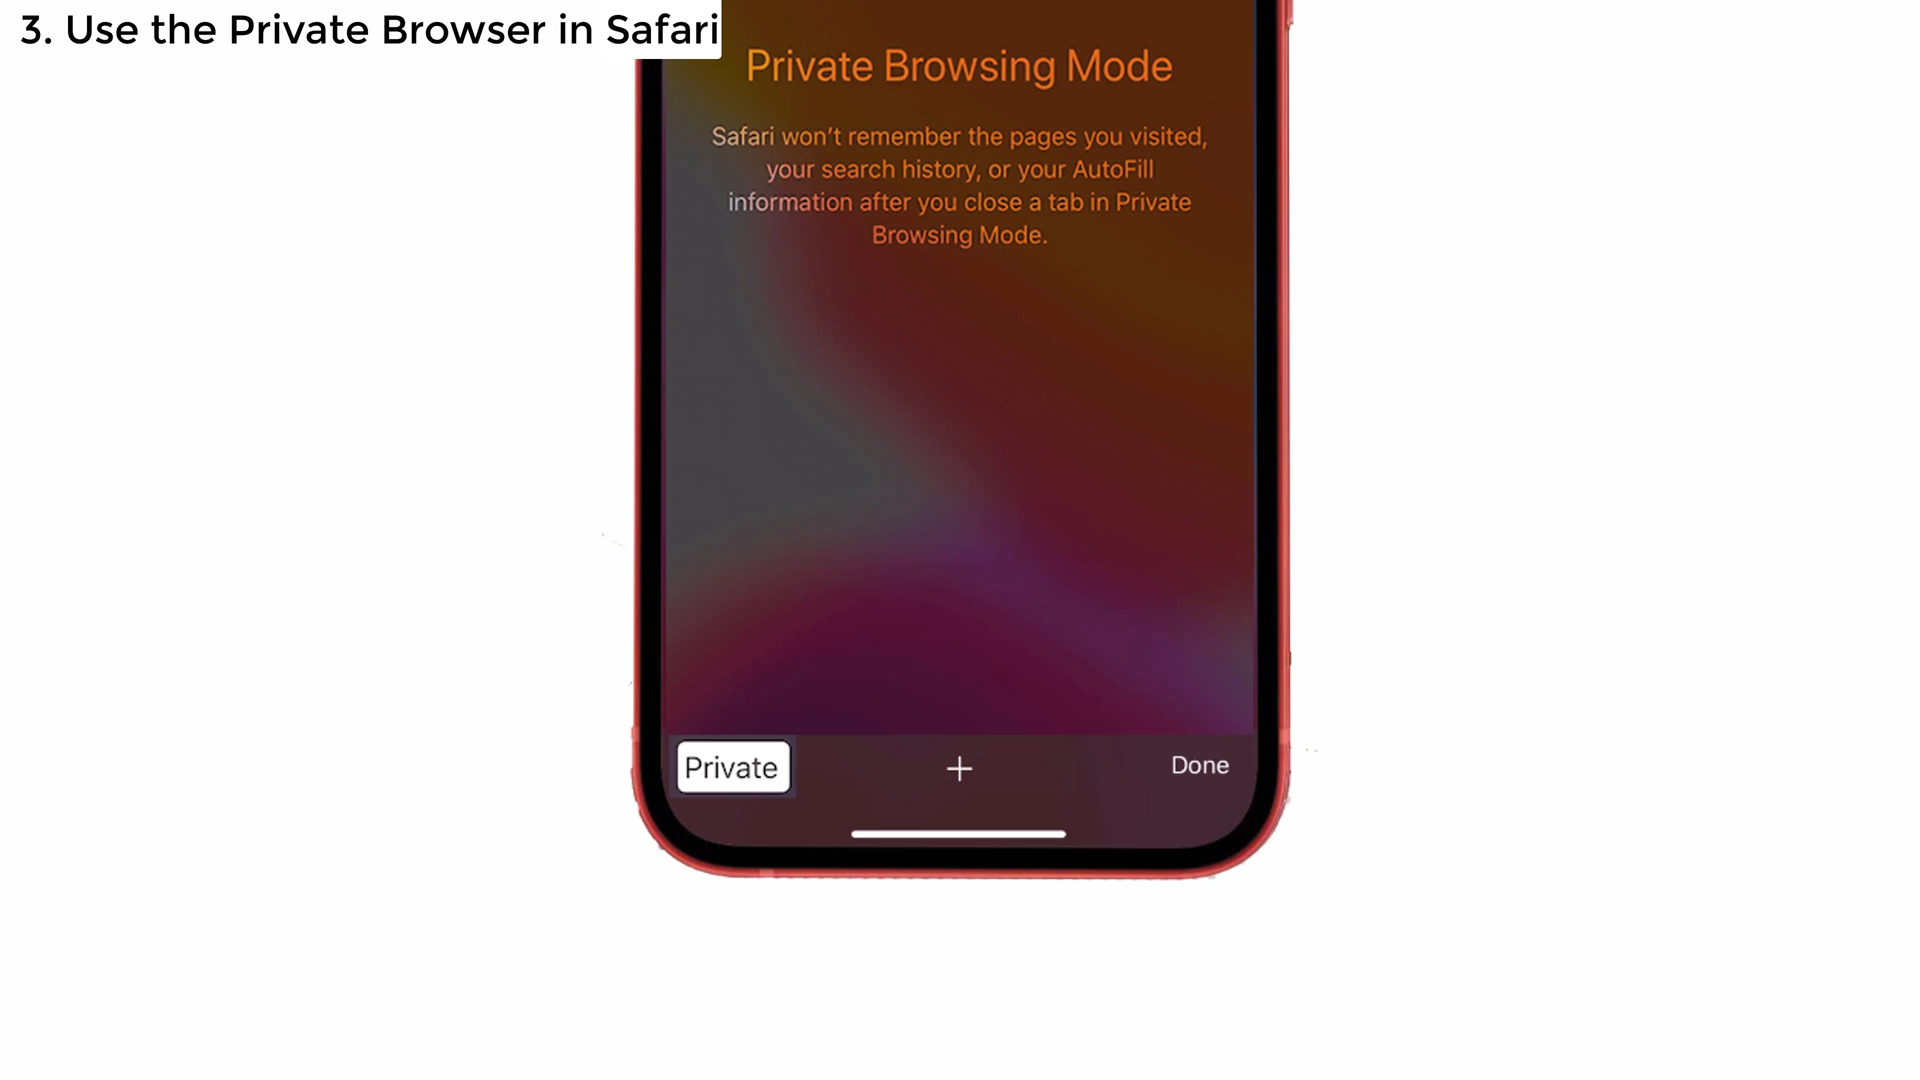 3. Use the Private Browser in Safari
Private Browsing Mode
Safari won’t remember the pages you visited,
your search history, or your AutoFill
information after you close a tab in Private
Browsing Mode.
Private
+
Done